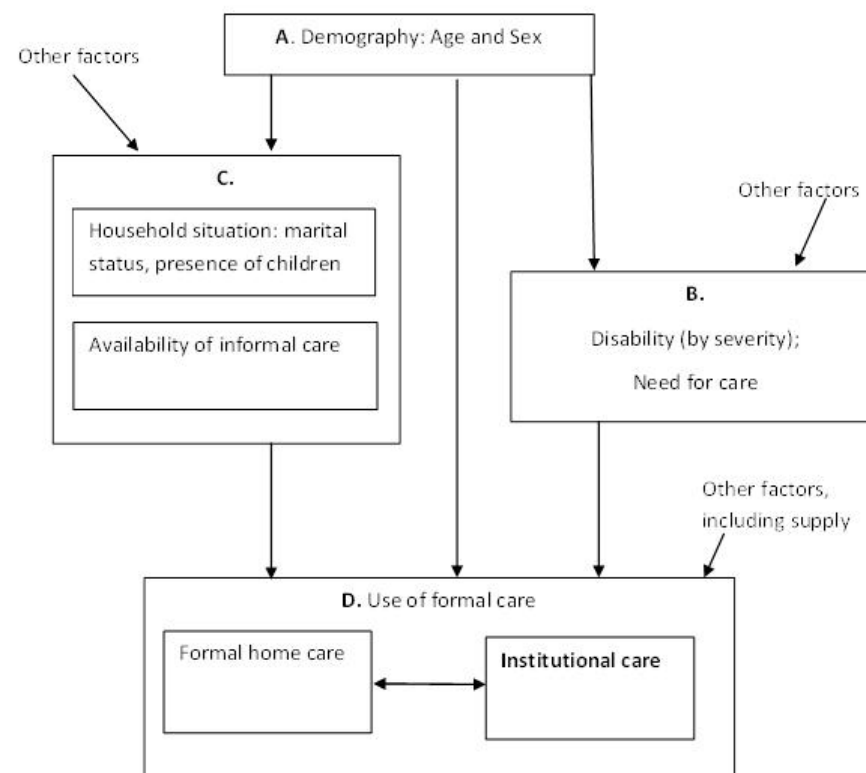 A. Demography: Age and Sex
Other factors
C.
Household situation: marital
status, presence of children
Availability of informal care
Other factors
B.
Disability (by severity);
Need for care
Other factors,
including supply
D. Use of formal care
Formal home care
Institutional care